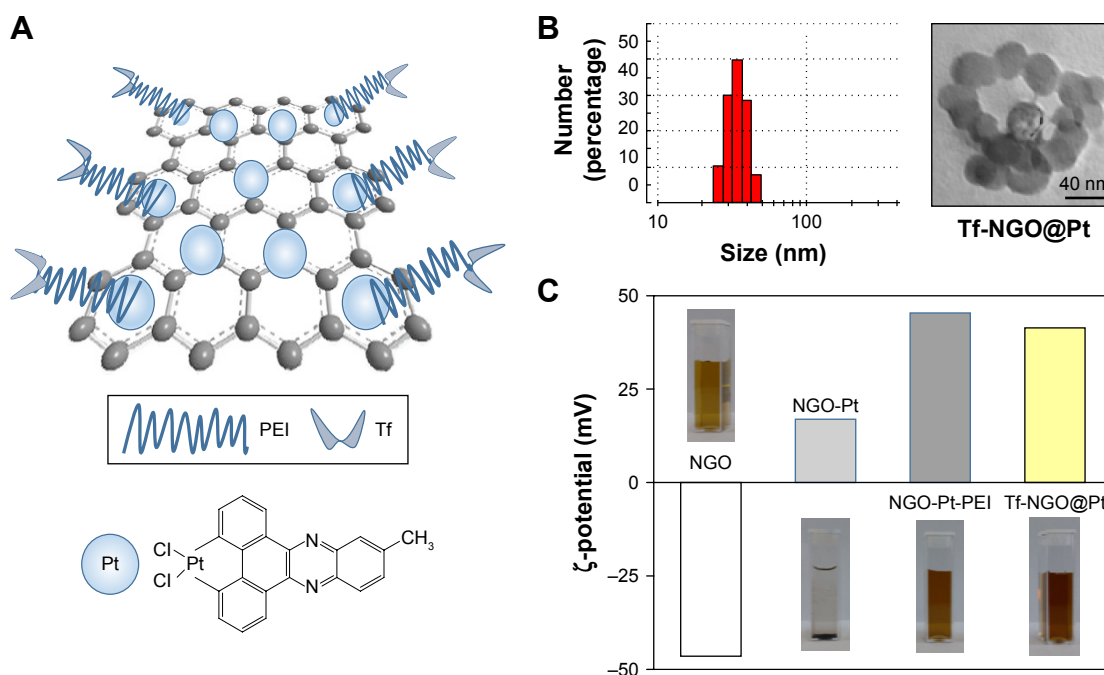 A
PEI
Tf
Pt
Cl
Cl
Pt
N
N
CH3
B
Number
(percentage)
50
40
30
20
10
0
10
100
Size (nm)
40 nm
Tf-NGO@Pt
C
ζ-potential (mV)
50
25
0
–25
–50
NGO
NGO-Pt
NGO-Pt-PEI
Tf-NGO@Pt